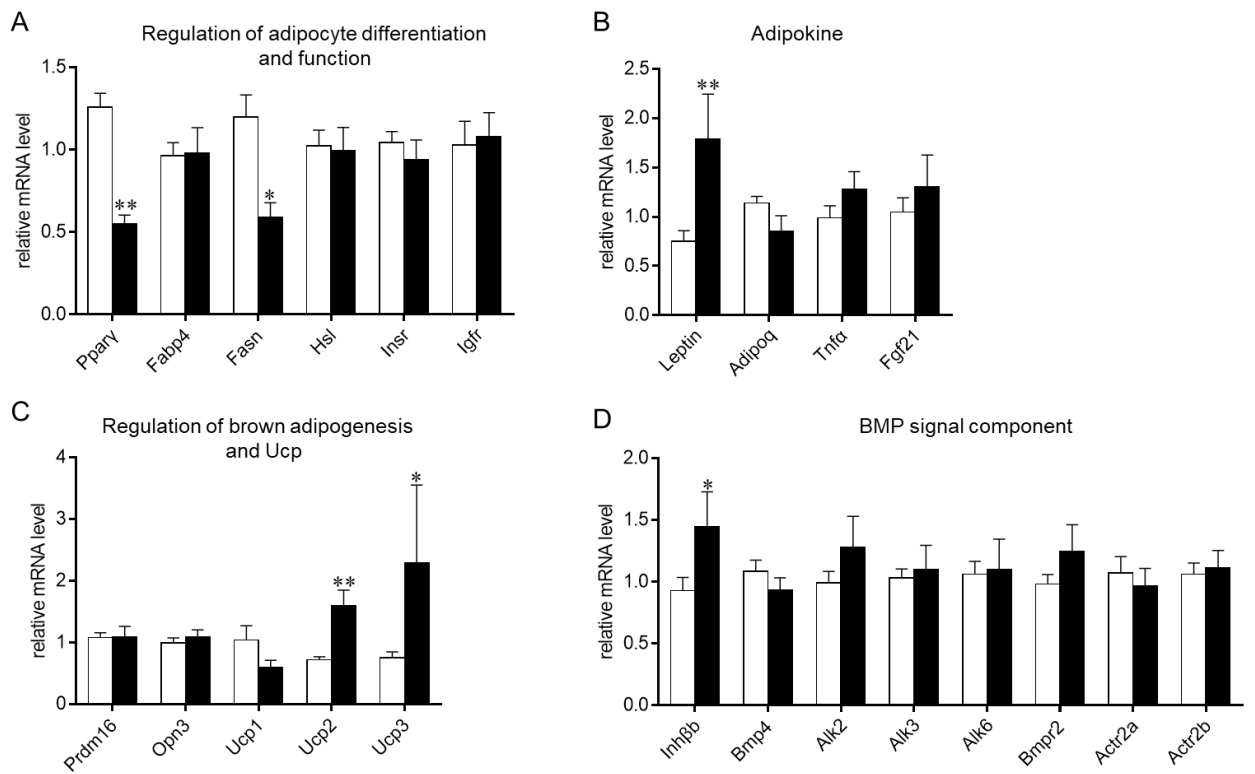 A
Regulation of adipocyte differentiation
and function
relative mRNA level
1.5
1.0
0.5
0.0
**
*
Pparγ
Fabp4
Fasn
Hsl
Insr
Igfr
B
Adipokine
relative mRNA level
2.5
2.0
1.5
1.0
0.5
0.0
**
Leptin
Adipoq
Tnfα
Fgf21
C
Regulation of brown adipogenesis
and Ucp
relative mRNA level
4
3
2
1
0
**
*
Prdm16
Opn3
Ucp1
Ucp2
Ucp3
D
BMP signal component
relative mRNA level
2.0
1.5
1.0
0.5
0.0
*
Inhβb
Bmp4
Alk2
Alk3
Alk6
Bmpr2
Actr2a
Actr2b